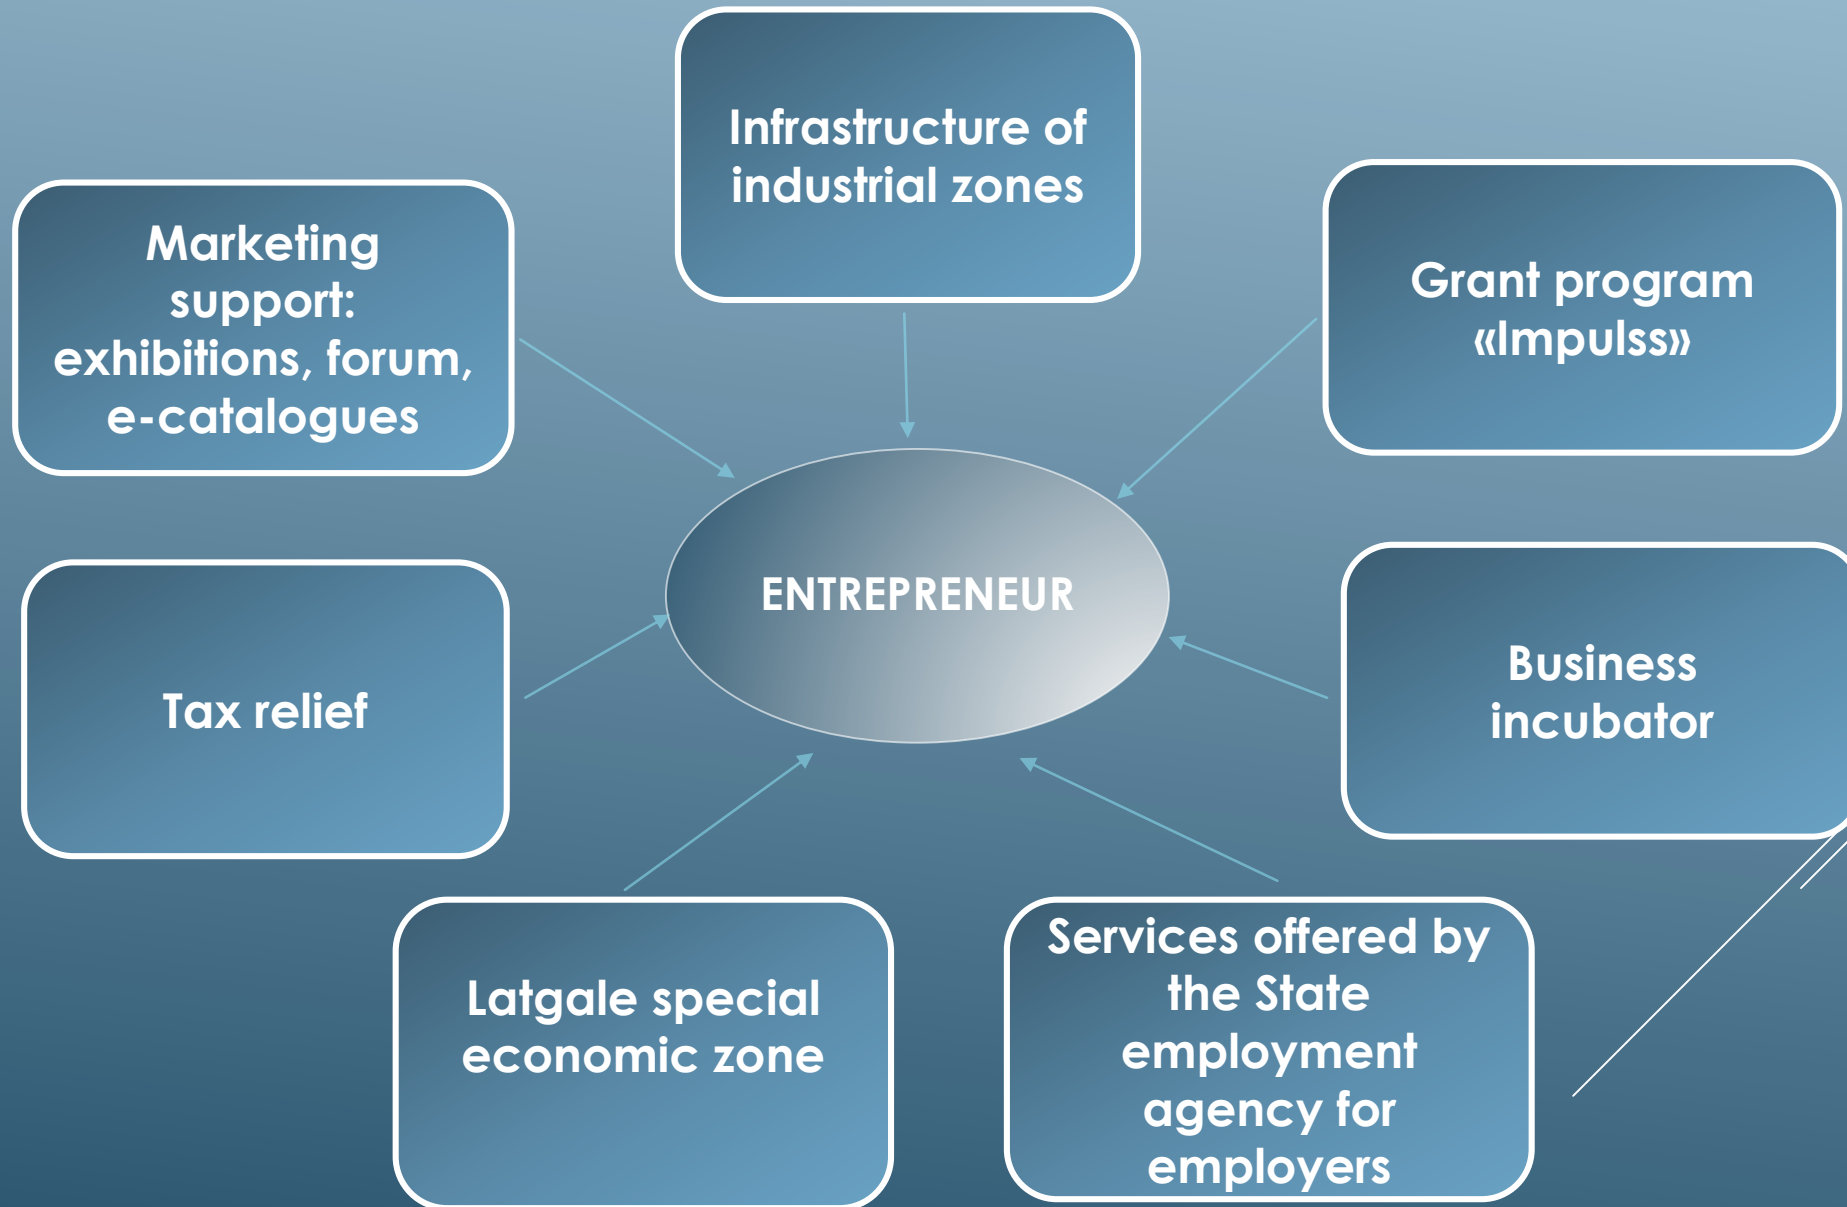 Infrastructure of
industrial zones
Marketing
support:
exhibitions, forum,
e-catalogues
Grant program
«Impulss»
ENTREPRENEUR
Tax relief
Business
incubator
Latgale special
economic zone
Services offered by
the State
employment
agency for
employers